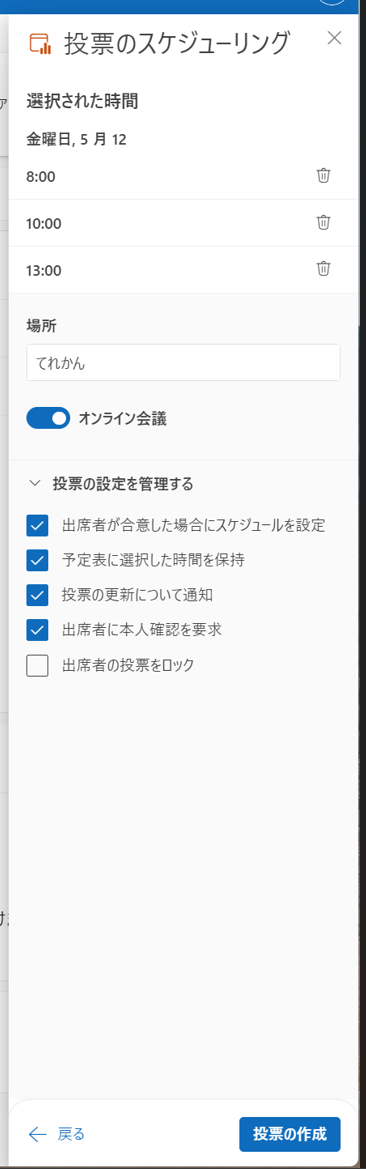 投票のスケジューリング
選択された時間
金曜日, 5 月 12
8:00
10:00
13:00
場所
てれかん
オンライン会議
投票の設定を管理する
出席者が合意した場合にスケジュールを設定
予定表に選択した時間を保持
投票の更新について通知
出席者に本人確認を要求
出席者の投票をロック
戻る
投票の作成